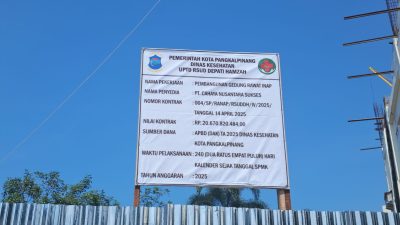 PEMERINTAH KOTA PANGKALPINANG
DINAS KESEHATAN
UPTD RSUD DEPATI HAMZAH
NAMA PEKERJAAN : PEMBANGUNAN GEDUNG RAWAT INAP
NAMA PENYEDIA : PT. CAHAYA NUSANTARA SUKSES
NOMOR KONTRAK : 004/SP/RANAP/RSUDDH/IV/2025/
TANGGAL 14 APRIL 2025
NILAI KONTRAK : RP. 20.670.820.484,00
SUMBER DANA : APBD (DAK) TA 2025 DINAS KESEHATAN
KOTA PANGKALPINANG
WAKTU PELAKSANAAN : 240 (DUA RATUS EMPAT PULUH) HARI
KALENDER SEJAK TANGGAL SPMK
TAHUN ANGGARAN : 2025